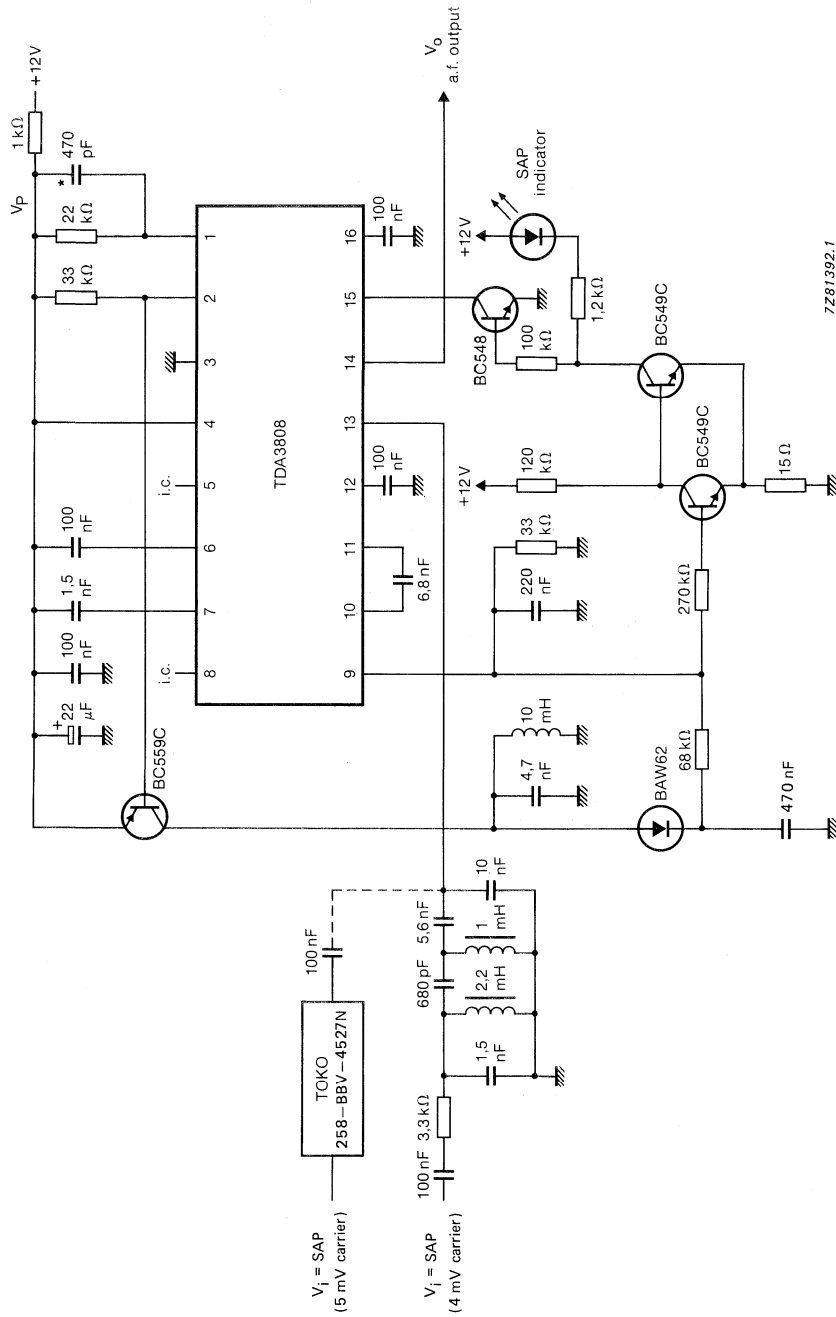 Vi = SAP
(5 mV carrier)
TOKO
258–BBV–4527N
100 nF
Vi = SAP
(4 mV carrier)
100 nF
3,3 kΩ
1,5
nF
2,2
mH
680 pF
1
mH
5,6 nF
10
nF
BC559C
+
22
μF
100
nF
1,5
nF
100
nF
33
kΩ
22
kΩ
VP
*
470
pF
1 kΩ
+12 V
i.c.
i.c.
8
7
6
5
4
3
2
1
TDA3808
9
10
11
12
13
14
15
16
6,8 nF
100
nF
100
nF
Vo
a.f. output
4,7
nF
10
mH
220
nF
33
kΩ
+12 V
120
kΩ
BC548
100
kΩ
+12 V
SAP
indicator
1,2 kΩ
BC549C
BC549C
BAW62
68 kΩ
270 kΩ
15 Ω
470 nF
7Z81392.1